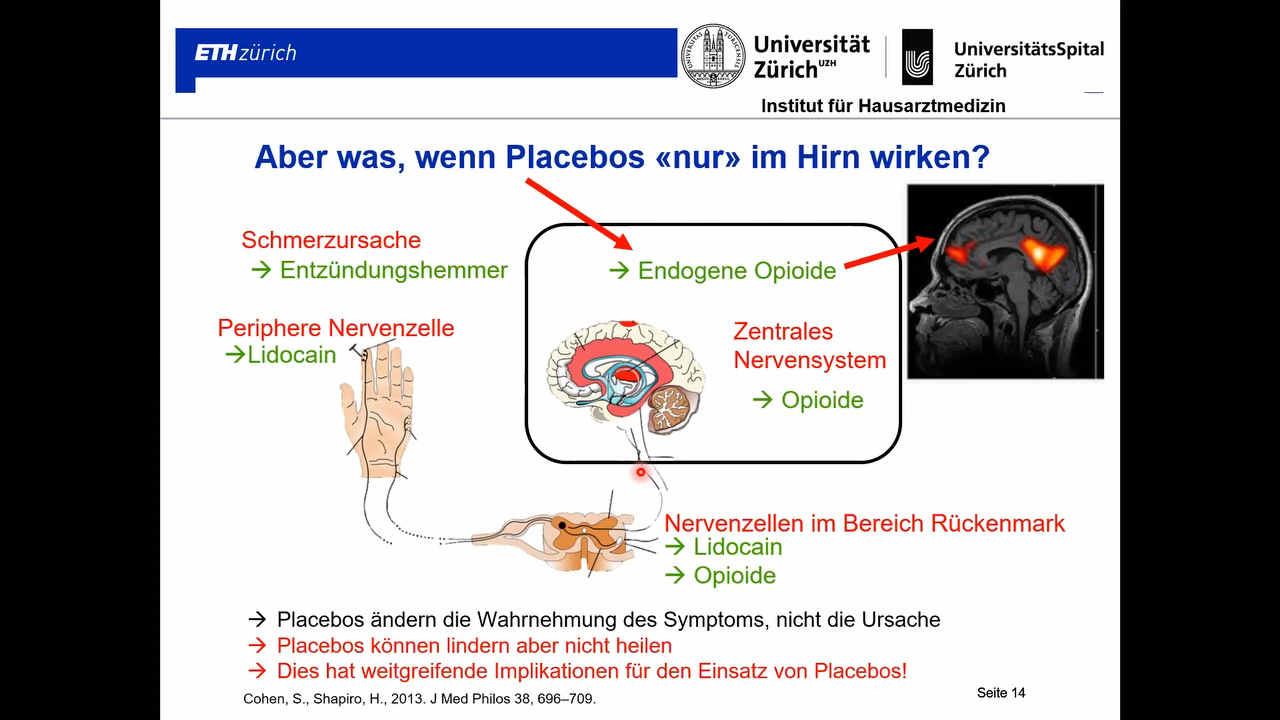 ETH zürich
Universität
Zürich UZH
UniversitätsSpital
Zürich
Institut für Hausarztmedizin
Aber was, wenn Placebos «nur» im Hirn wirken?
Schmerzursache
→ Entzündungshemmer
→ Endogene Opioide
Periphere Nervenzelle
→Lidocain
Zentrales
Nervensystem
→ Opioide
Nervenzellen im Bereich Rückenmark
→ Lidocain
→ Opioide
→ Placebos ändern die Wahrnehmung des Symptoms, nicht die Ursache
→ Placebos können lindern aber nicht heilen
→ Dies hat weitgreifende Implikationen für den Einsatz von Placebos!
Cohen, S., Shapiro, H., 2013. J Med Philos 38, 696–709.
Seite 14